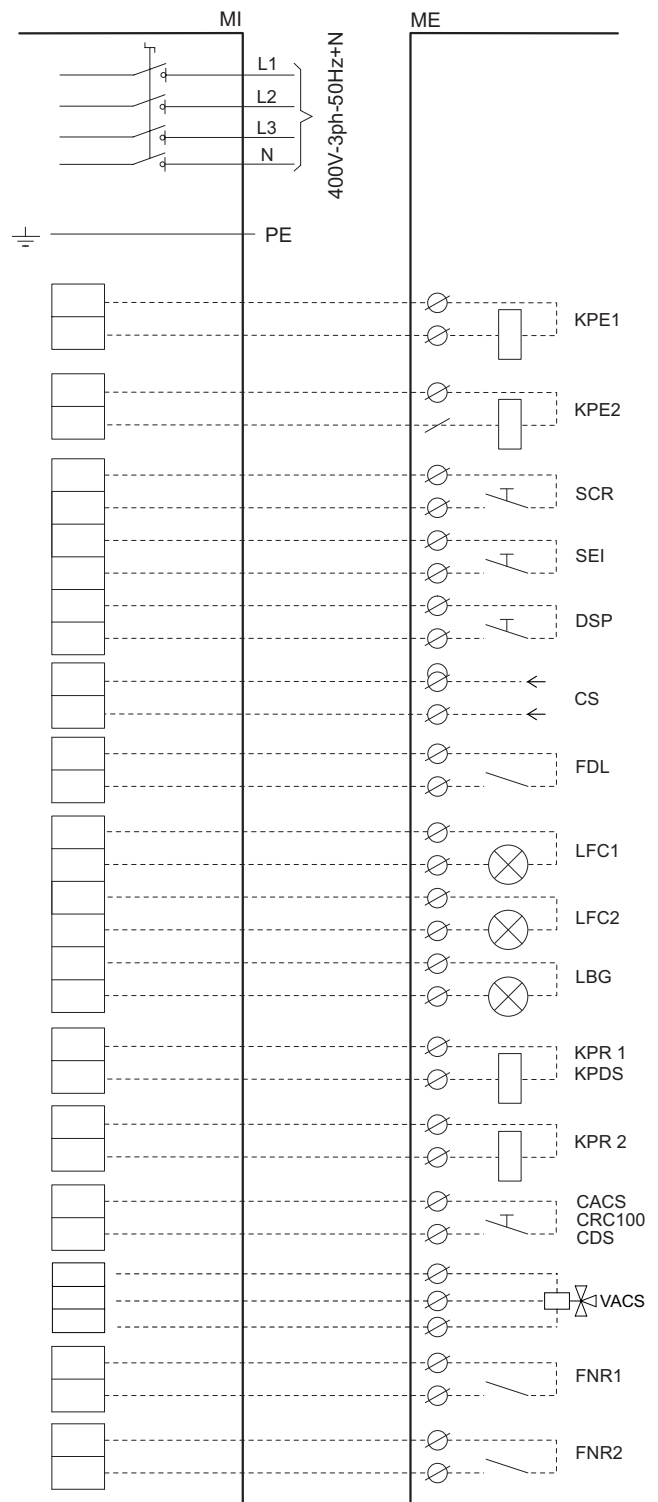 MI
ME
L1
L2
L3
N
400V-3ph-50Hz+N
PE
KPE1
KPE2
SCR
SEI
DSP
CS
FDL
LFC1
LFC2
LBG
KPR 1
KPDS
KPR 2
CACS
CRC100
CDS
VACS
FNR1
FNR2